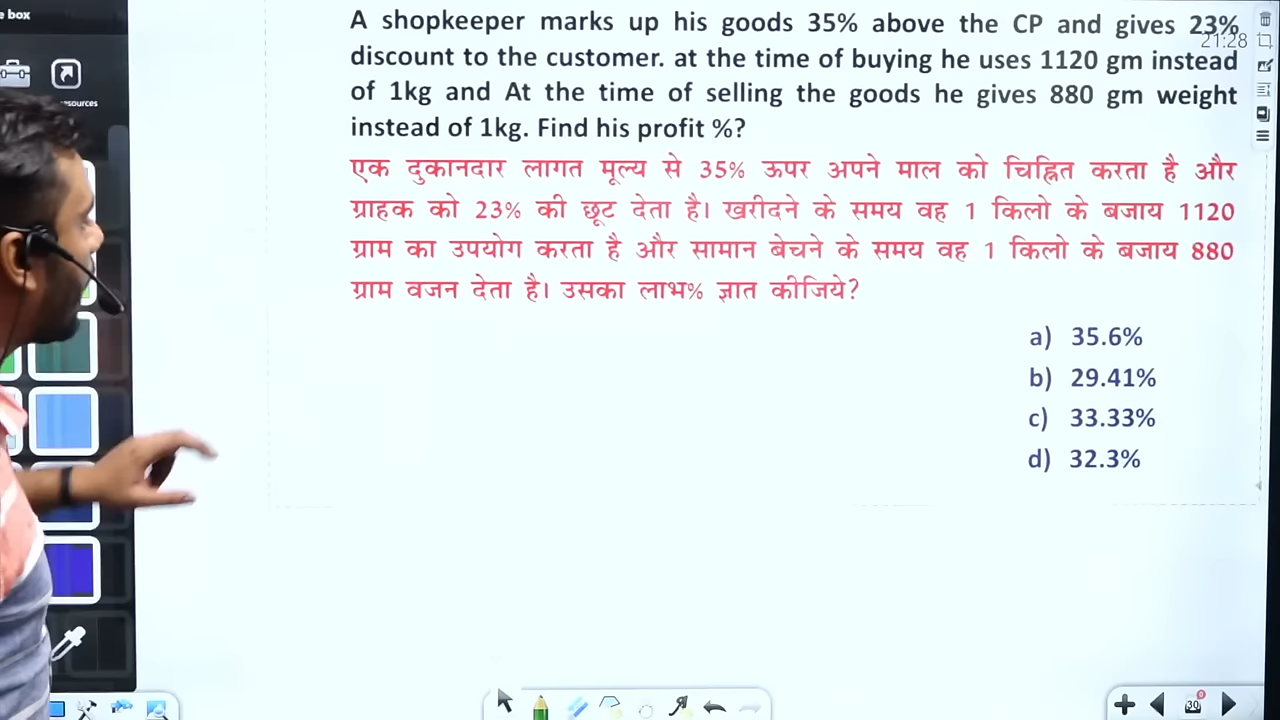 e box
A shopkeeper marks up his goods 35% above the CP and gives 23%
21:28
discount to the customer. at the time of buying he uses 1120 gm instead
of 1kg and At the time of selling the goods he gives 880 gm weight
instead of 1kg. Find his profit %?
esources
एक दुकानदार लागत मूल्य से 35% ऊपर अपने माल को चिह्नित करता है और
ग्राहक को 23% की छूट देता है। खरीदने के समय वह 1 किलो के बजाय 1120
ग्राम का उपयोग करता है और सामान बेचने के समय वह 1 किलो के बजाय 880
ग्राम वजन देता है। उसका लाभ% ज्ञात कीजिये?
a) 35.6%
b) 29.41%
c) 33.33%
d) 32.3%
30